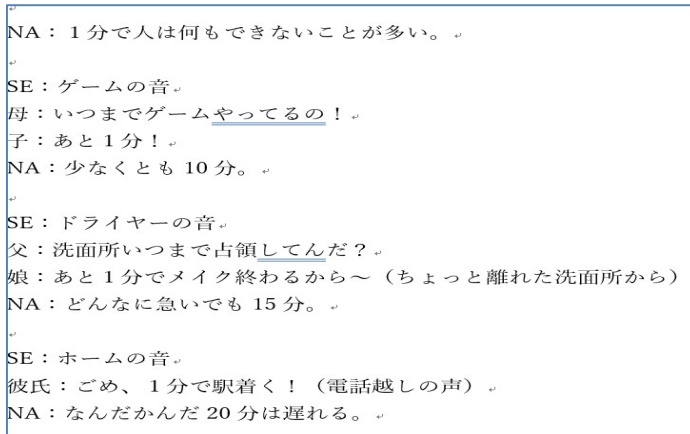 NA：１分で人は何もできないことが多い。
SE：ゲームの音
母：いつまでゲームやってるの！
子：あと１分！
NA：少なくとも 10 分。
SE：ドライヤーの音
父：洗面所いつまで占領してんだ？
娘：あと１分でメイク終わるから～（ちょっと離れた洗面所から）
NA：どんなに急いでも 15 分。
SE：ホームの音
彼氏：ごめ、１分で駅着く！（電話越しの声）
NA：なんだかんだ 20 分は遅れる。